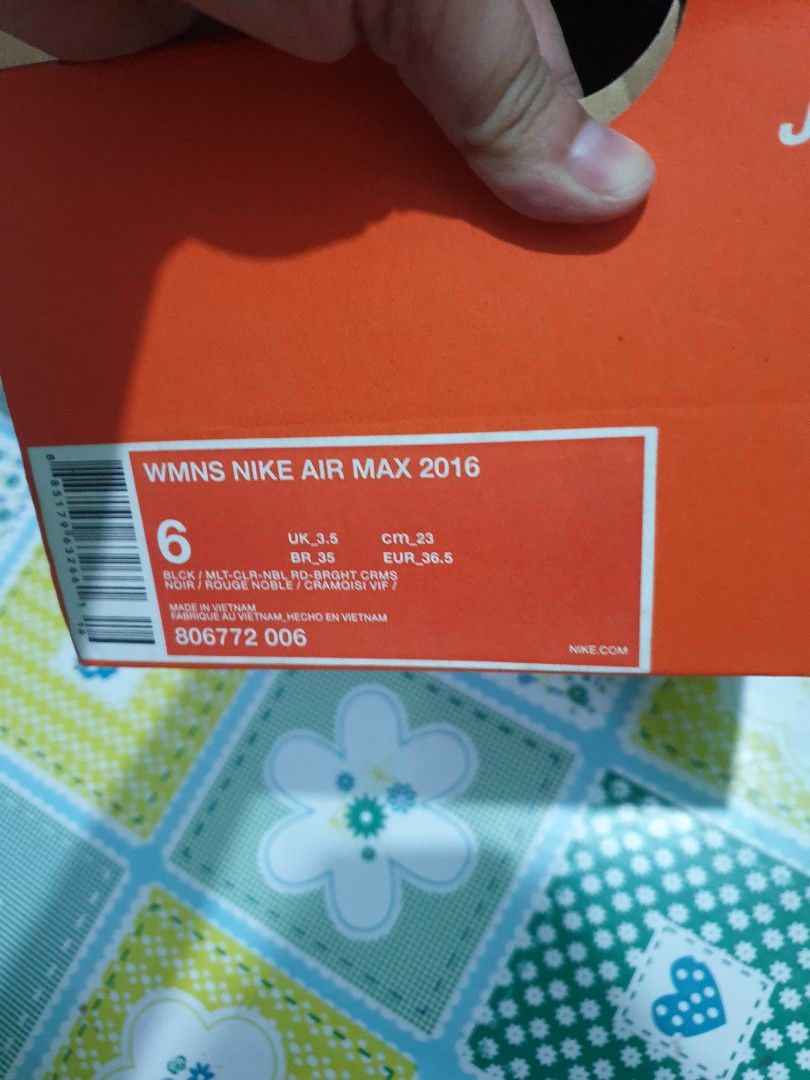 WMNS NIKE AIR MAX 2016
6
UK_3.5 cm_23
BR_35 EUR_36.5
BLCK / MLT-CLR-NBL RD-BRGHT CRMS
NOIR / ROUGE NOBLE / CRAMOISI VIF /
MADE IN VIETNAM
FABRIQUE AU VIETNAM_HECHO EN VIETNAM
806772 006
NIKE.COM